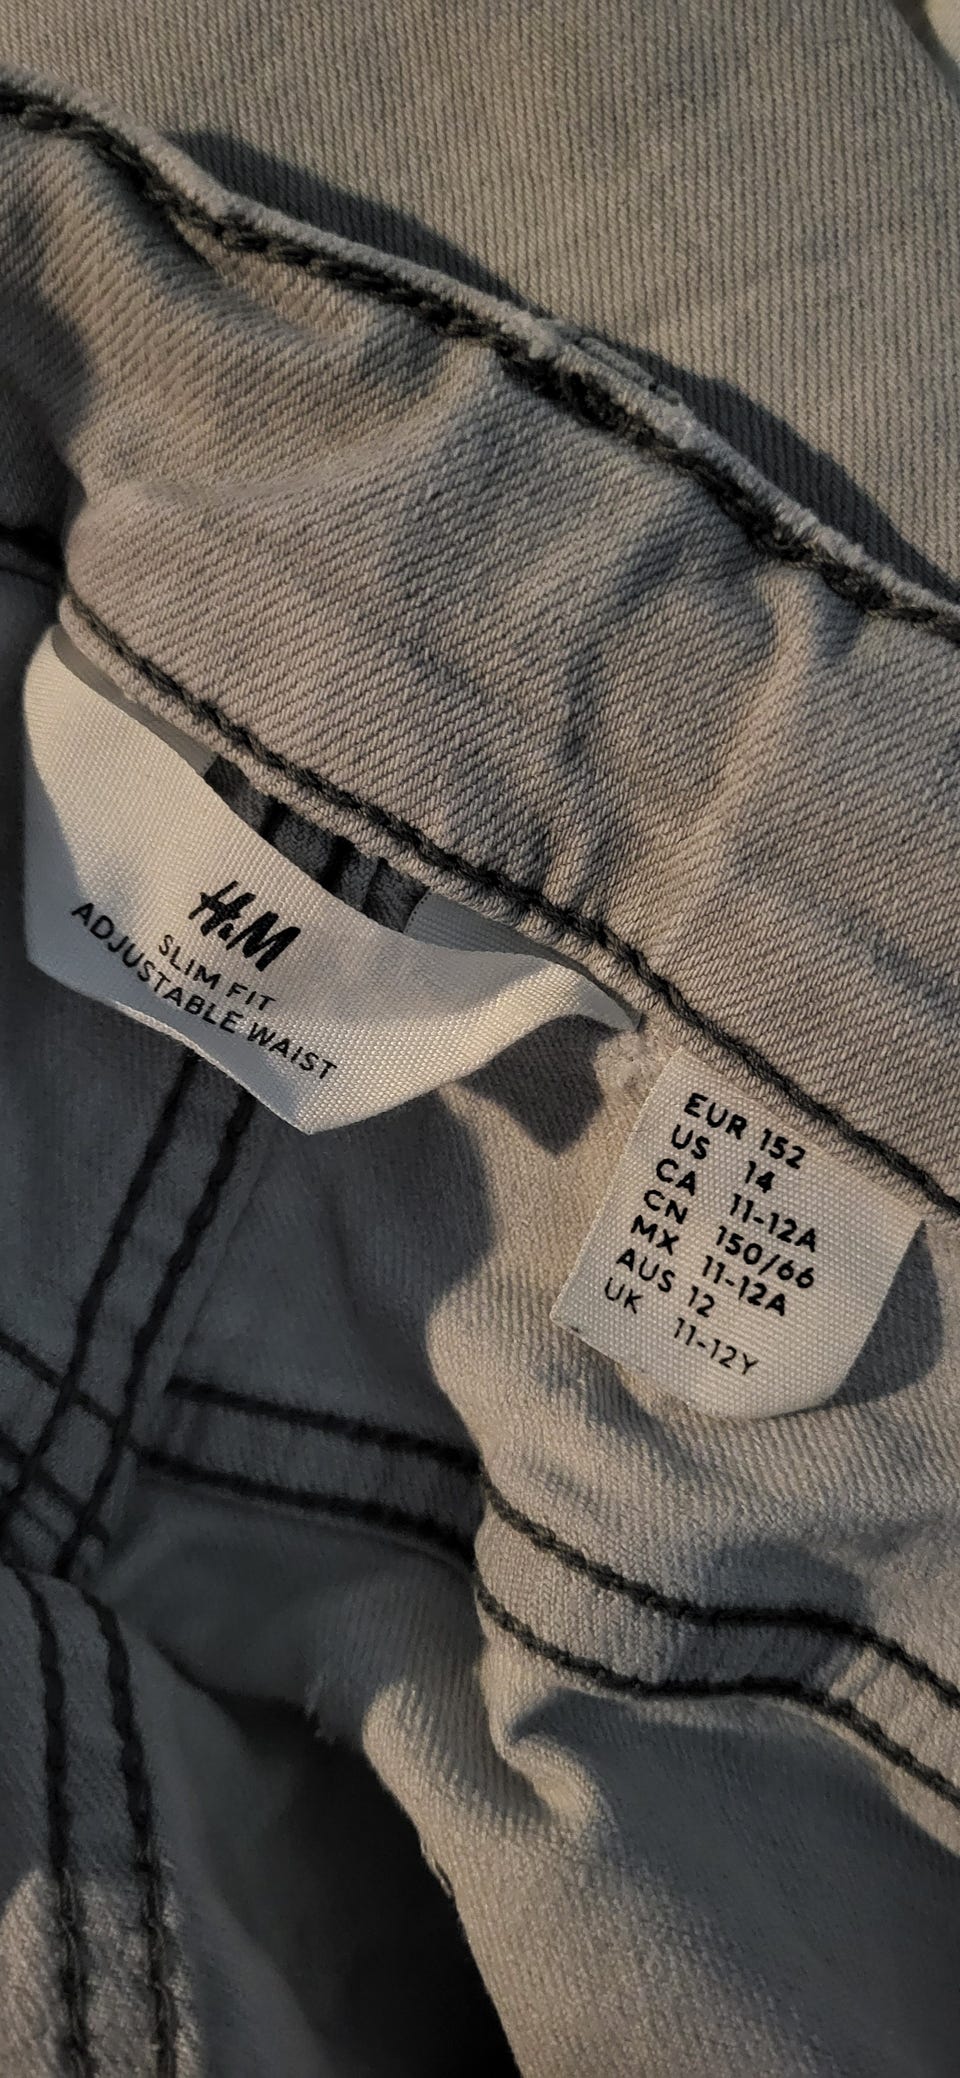 H&M
SLIM FIT
ADJUSTABLE WAIST
EUR 152
US 14
CA 11-12A
CN 150/66
MX 11-12A
AUS 12
UK 11-12Y